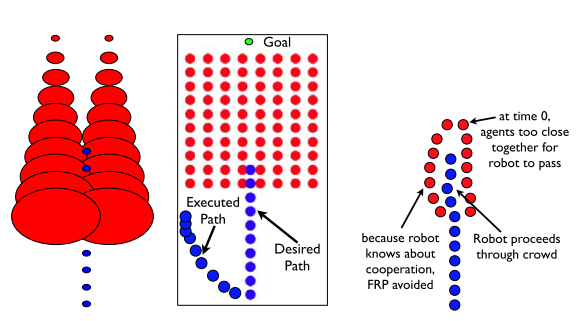 Goal
Executed
Path
Desired
Path
at time 0,
agents too close
together for
robot to pass
because robot
knows about
cooperation,
FRP avoided
Robot proceeds
through crowd